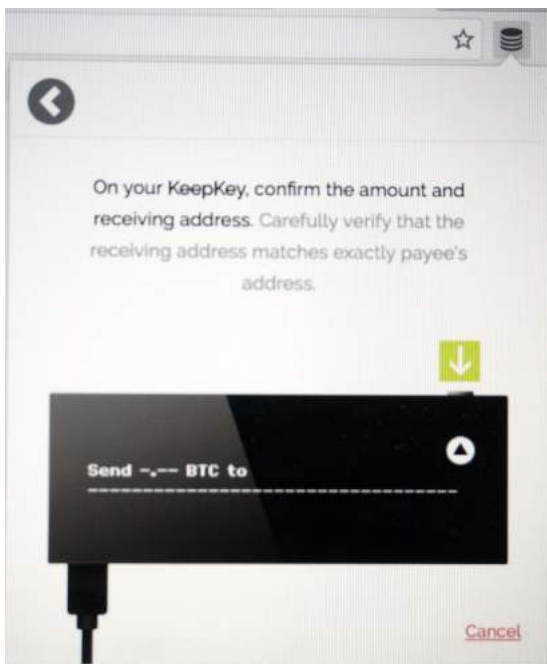 On your KeepKey, confirm the amount and
receiving address. Carefully verify that the
receiving address matches exactly payee's
address.
Send -.-- BTC to
------------------------------------
Cancel